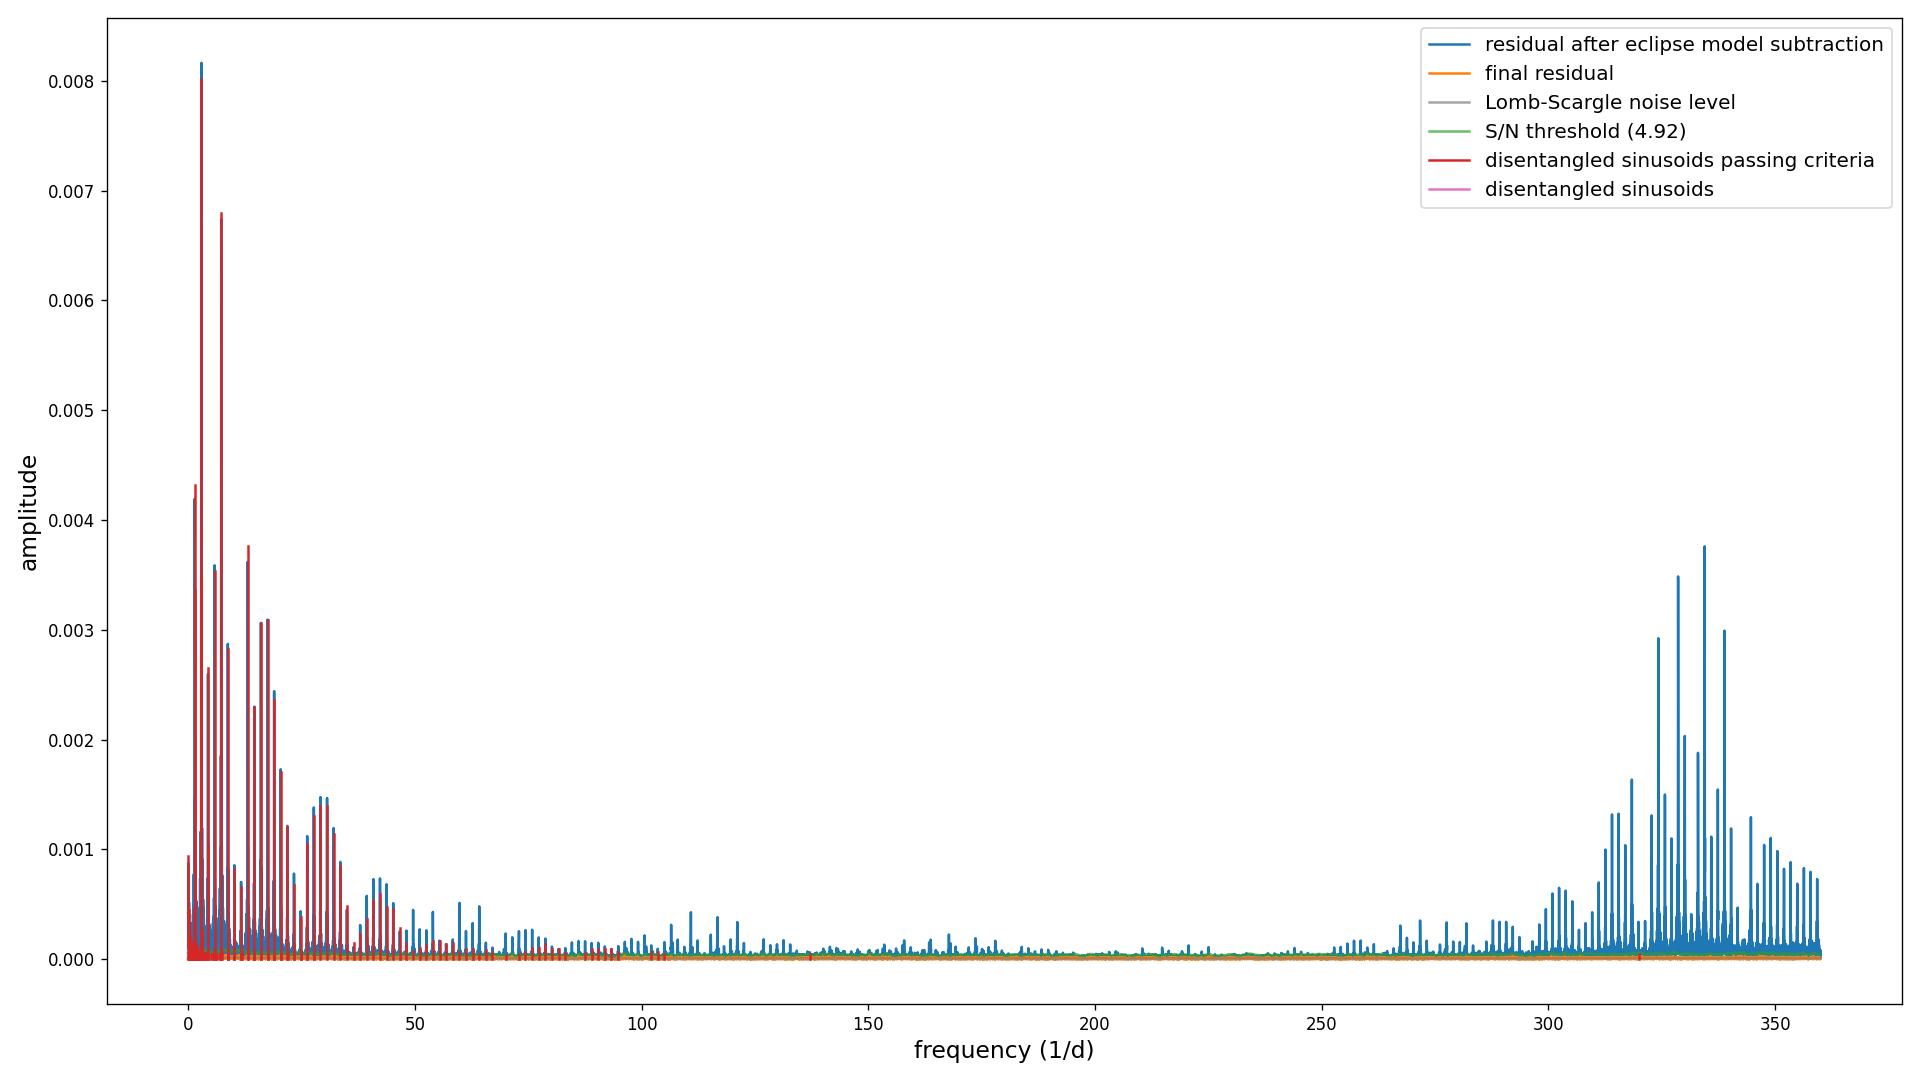 residual after eclipse model subtraction
final residual
Lomb-Scargle noise level
S/N threshold (4.92)
disentangled sinusoids passing criteria
disentangled sinusoids
amplitude
0.008
0.007
0.006
0.005
0.004
0.003
0.002
0.001
0.000
0 50 100 150 200 250 300 350
frequency (1/d)